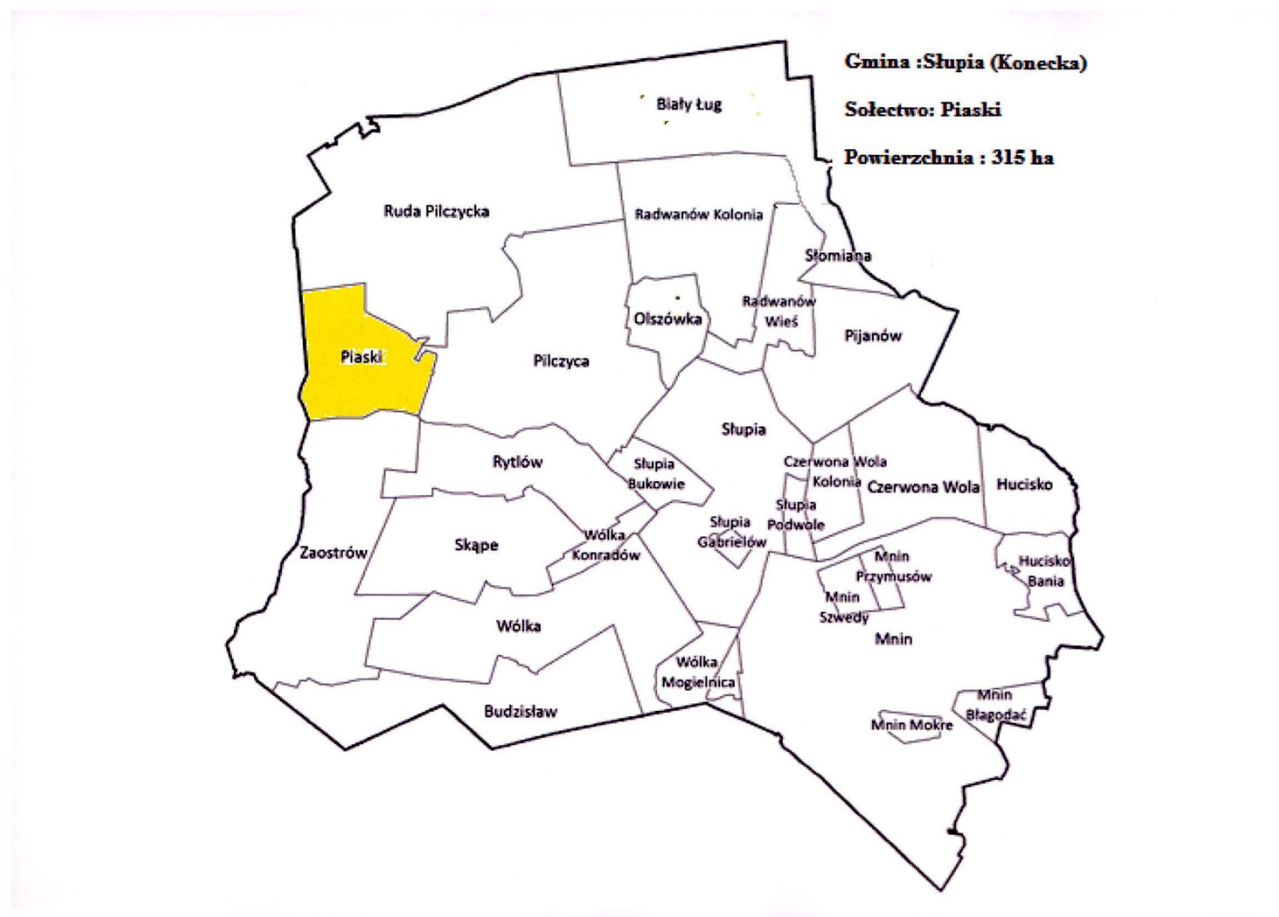 Gmina :Słupia (Konecka)
Sołectwo: Piaski
Powierzchnia : 315 ha
Biały Ług
Ruda Pilczycka
Radwanów Kolonia
Słomiana
Radwanów
Wieś
Olszówka
Pijanów
Piaski
Pilczyca
Słupia
Rytlów
Słupia
Bukowie
Czerwona Wola
Kolonia
Czerwona Wola
Hucisko
Słupia
Podwole
Słupia
Gabrielów
Zaostrów
Skąpe
Wólka
Konradów
Mnin
Przymusów
Hucisko
Bania
Mnin
Szwedy
Wólka
Mnin
Wólka
Mogielnica
Budzisław
Mnin
Błagodać
Mnin Mokre